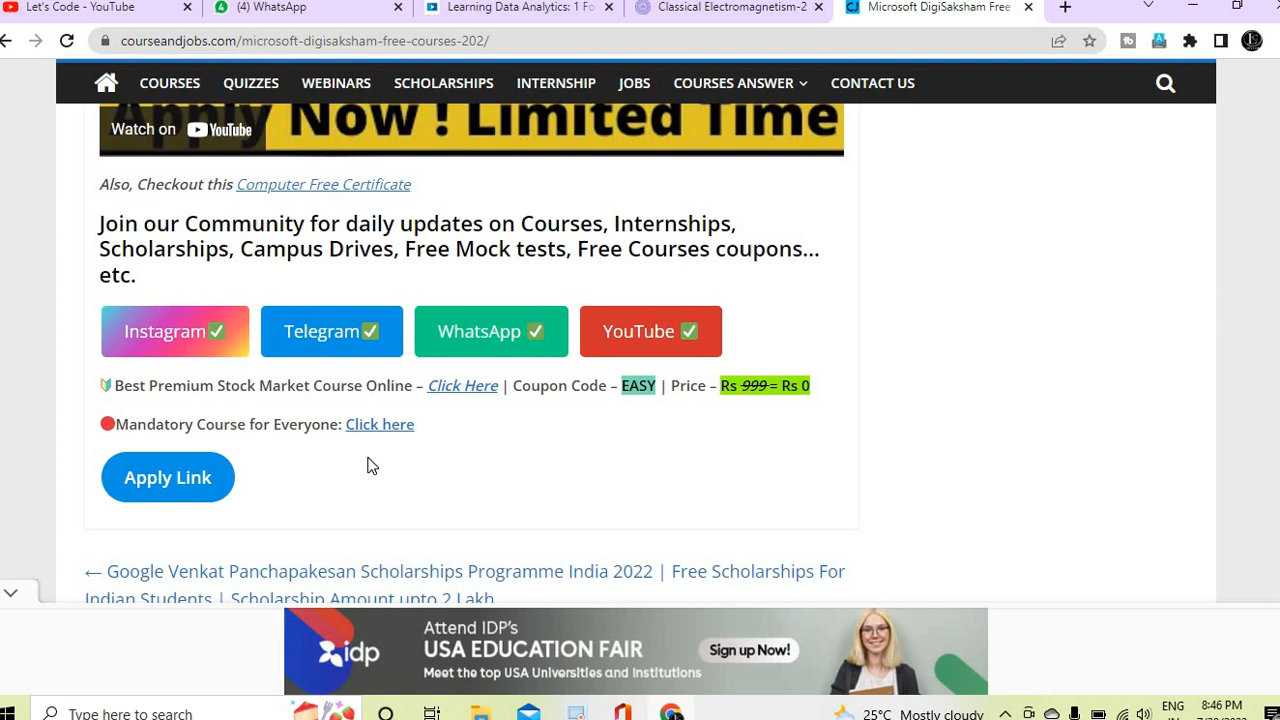 Let's Code - YouTube
(4) WhatsApp
Learning Data Analytics: 1 Fo
Classical Electromagnetism-2
Microsoft DigiSaksham Free
courseandjobs.com/microsoft-digisaksham-free-courses-202/
COURSES QUIZZES WEBINARS SCHOLARSHIPS INTERNSHIP JOBS COURSES ANSWER CONTACT US
Apply Now ! Limited Time
Watch on YouTube
Also, Checkout this Computer Free Certificate
Join our Community for daily updates on Courses, Internships,
Scholarships, Campus Drives, Free Mock tests, Free Courses coupons…
etc.
Instagram✅ Telegram✅ WhatsApp ✅ YouTube ✅
🔰Best Premium Stock Market Course Online – Click Here | Coupon Code – EASY | Price – Rs 999 = Rs 0
🔴Mandatory Course for Everyone: Click here
Apply Link
← Google Venkat Panchapakesan Scholarships Programme India 2022 | Free Scholarships For
Indian Students | Scholarship Amount upto 2 Lakh
idp
Attend IDP's
USA EDUCATION FAIR
Meet the top USA Universities and Institutions
Sign up Now!
Type here to search
25°C Mostly cloudy
ENG
8:46 PM